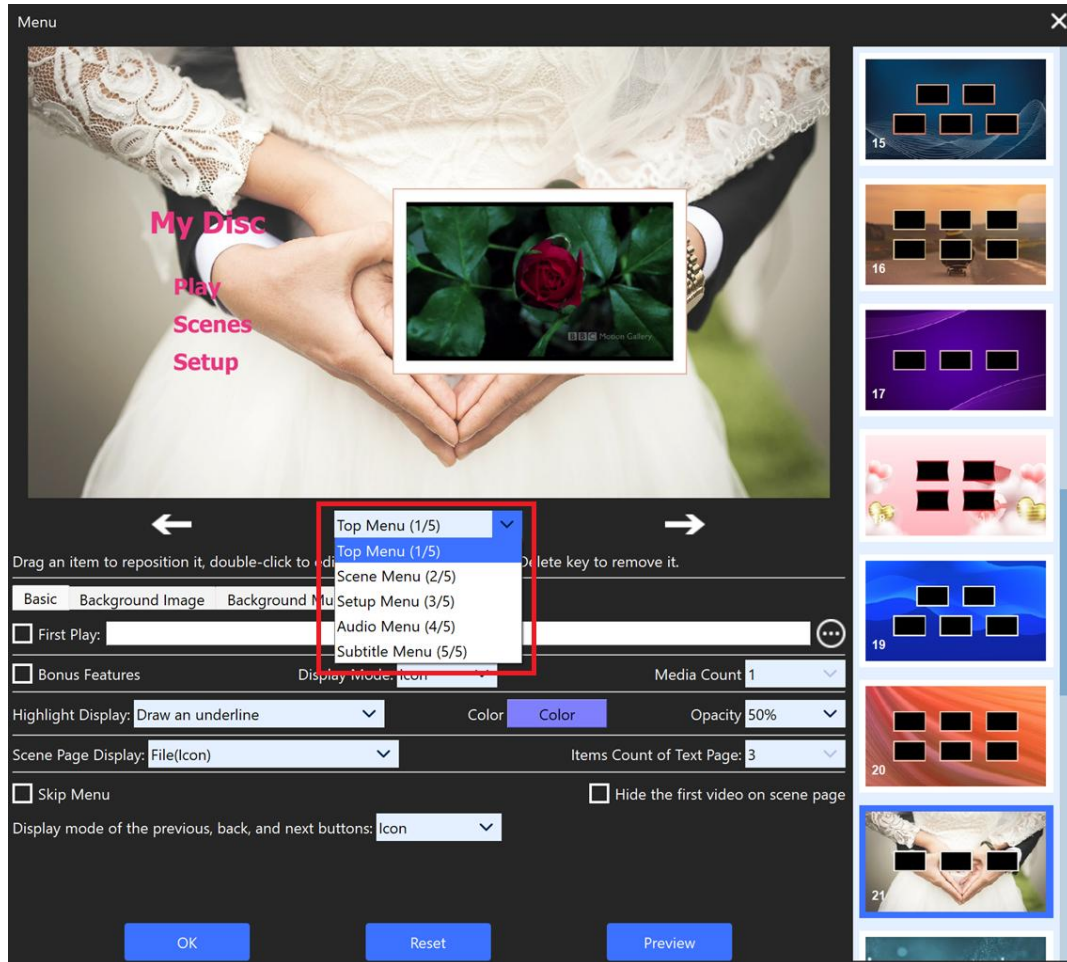 Menu
My Disc
Play
Scenes
Setup
BBC Motion Gallery
Top Menu (1/5)
Top Menu (1/5)
Scene Menu (2/5)
Setup Menu (3/5)
Audio Menu (4/5)
Subtitle Menu (5/5)
Drag an item to reposition it, double-click to edi
Delete key to remove it.
Basic Background Image Background Mu
First Play:
Bonus Features Display Mode: Icon Media Count 1
Highlight Display: Draw an underline Color Color Opacity 50%
Scene Page Display: File(Icon) Items Count of Text Page: 3
Skip Menu Hide the first video on scene page
Display mode of the previous, back, and next buttons: Icon
OK Reset Preview
15
16
17
19
20
21